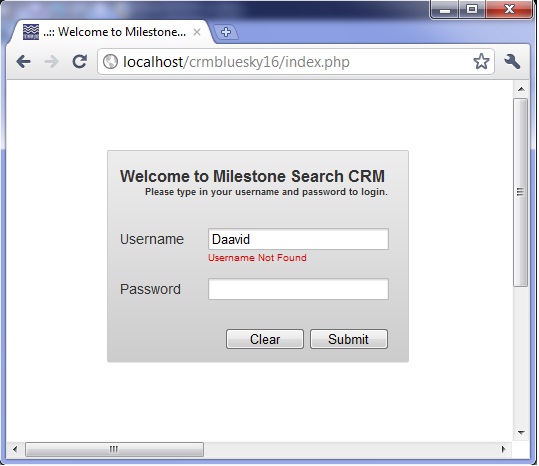 ..:: Welcome to Milestone...
localhost/crmbluesky16/index.php
Welcome to Milestone Search CRM
Please type in your username and password to login.
Username
Daavid
Username Not Found
Password
Clear
Submit